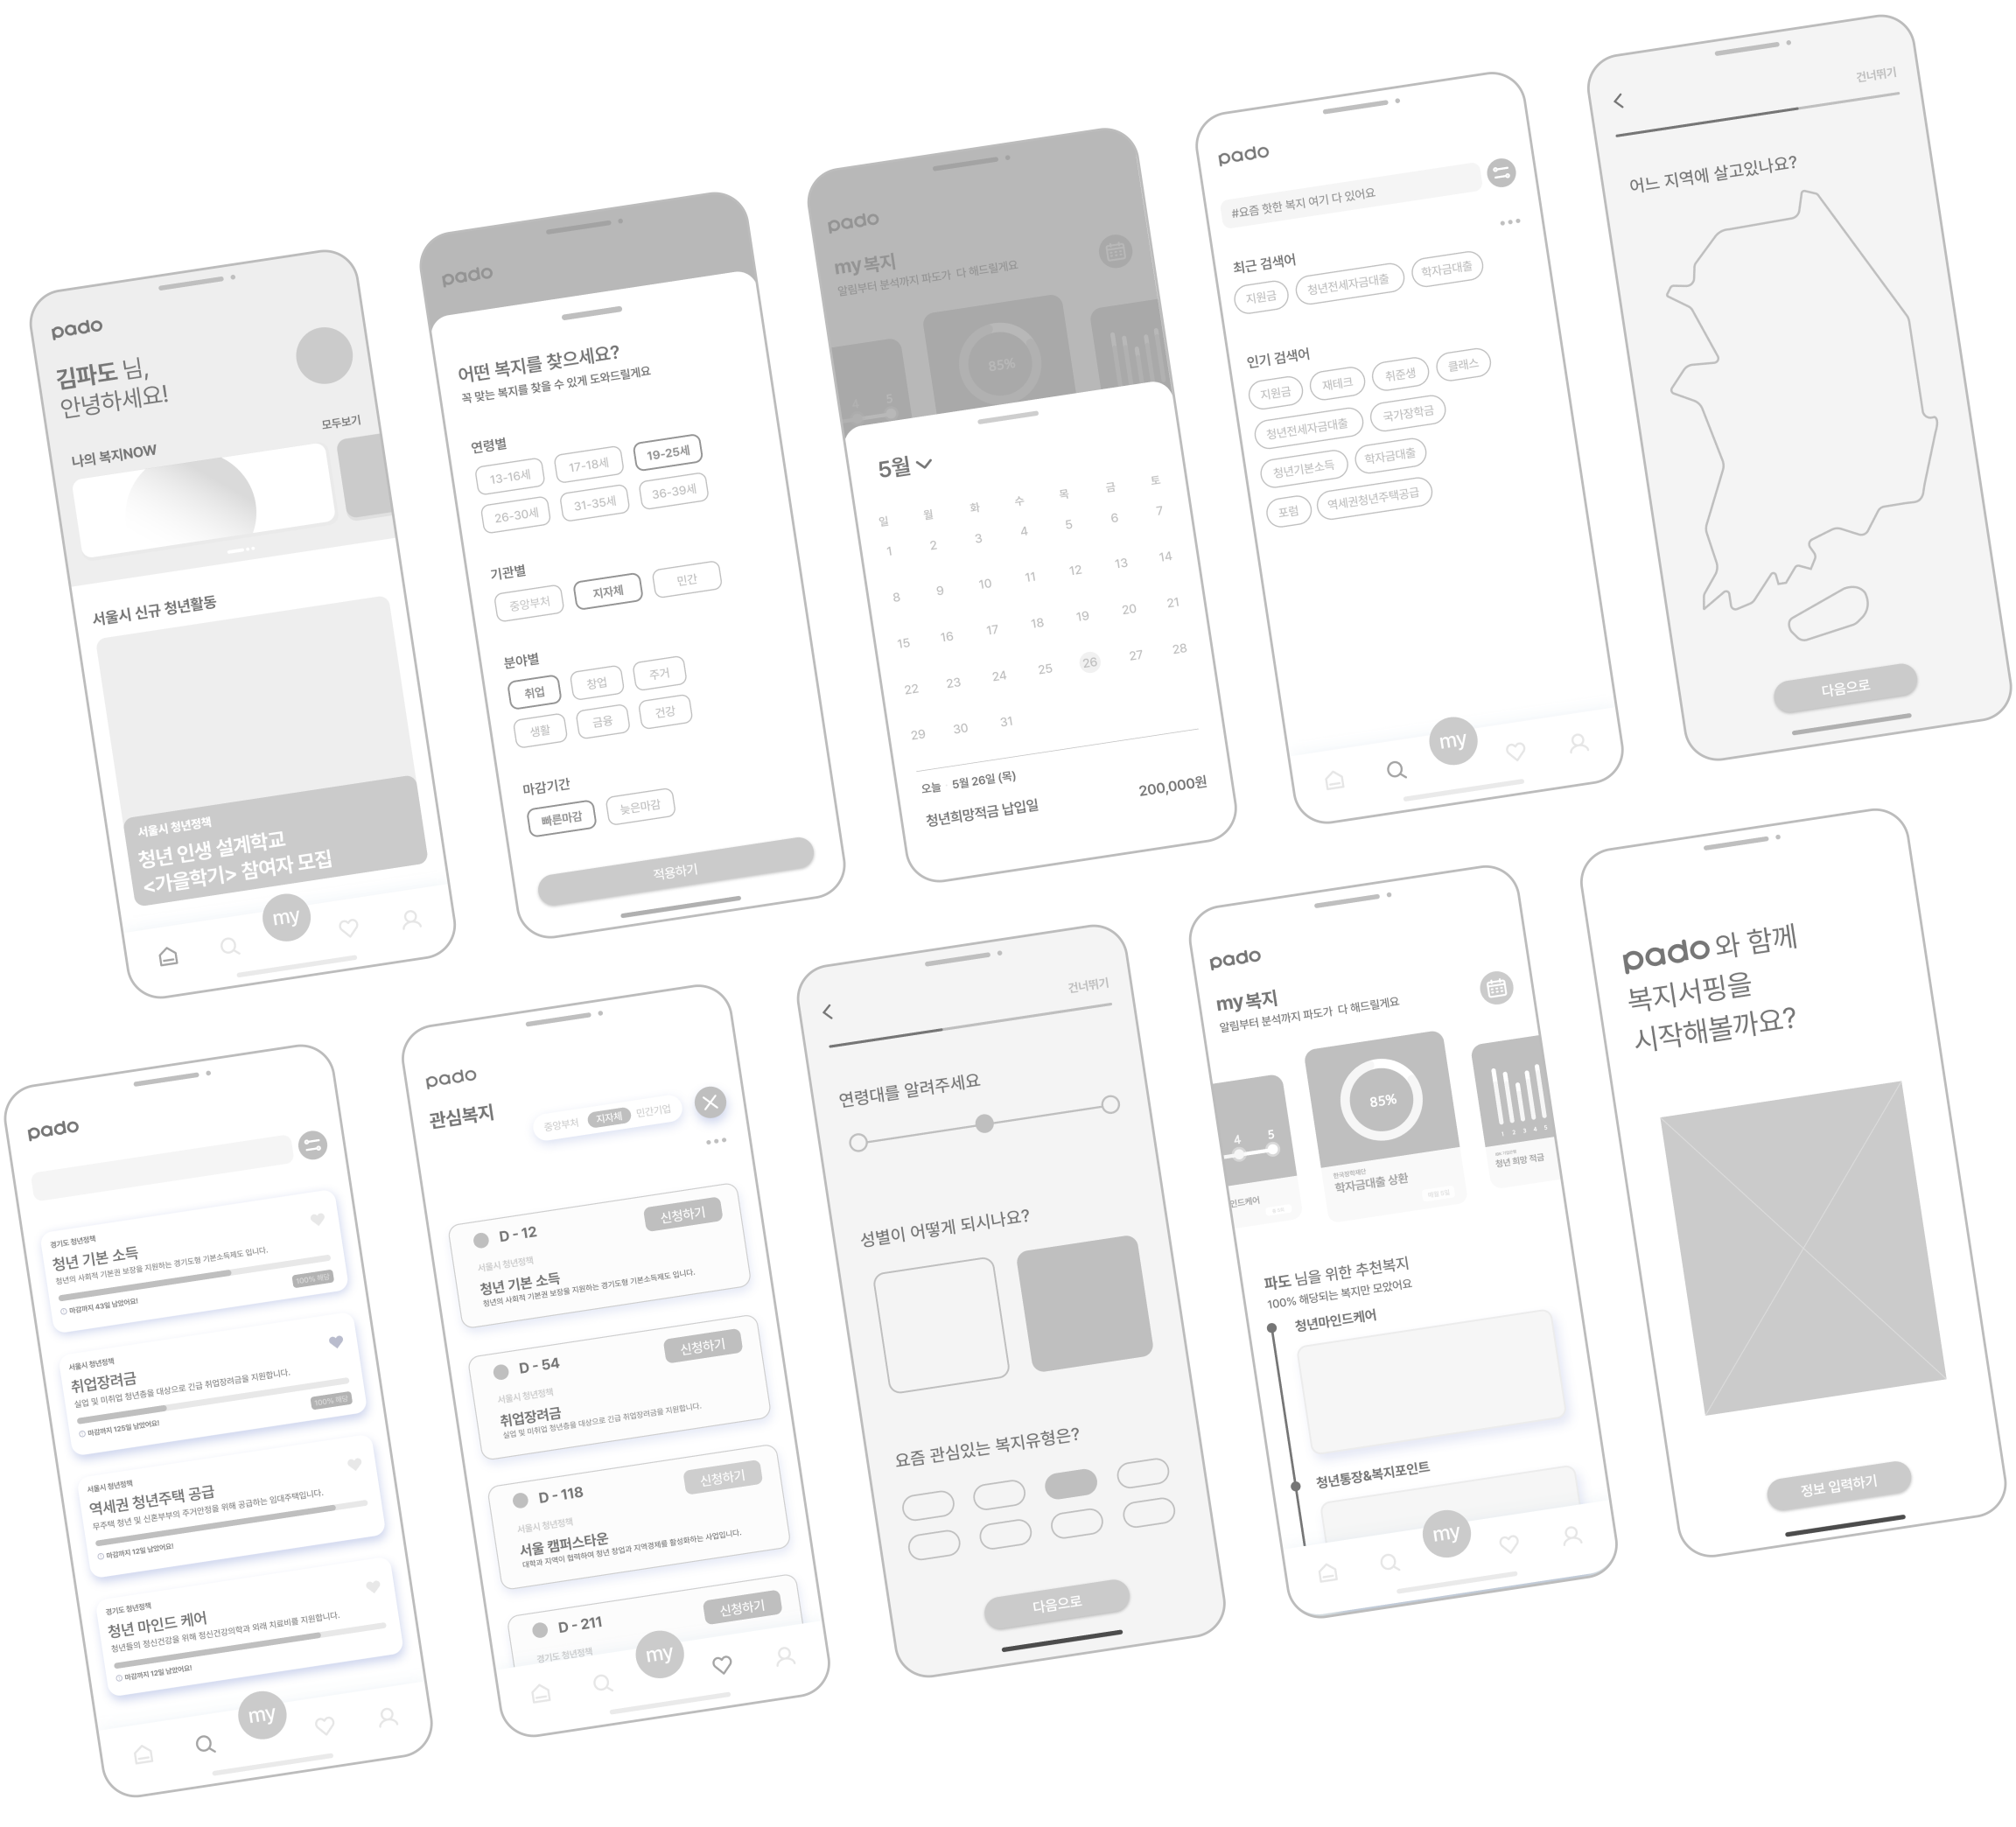 pado
김파도 님,
안녕하세요!
모두보기
나의 복지NOW
서울시 신규 청년활동
서울시 청년정책
청년 인생 설계학교
<가을학기> 참여자 모집
my
pado
어떤 복지를 찾으세요?
꼭 맞는 복지를 찾을 수 있게 도와드릴게요
연령별
13-16세 17-18세 19-25세
26-30세 31-35세 36-39세
기관별
중앙부처 지자체 민간
분야별
취업 창업 주거
생활 금융 건강
마감기간
빠른마감 늦은마감
적용하기
pado
my복지
알림부터 분석까지 파도가 다 해드릴게요
4 5
85%
5월
일 월 화 수 목 금 토
1 2 3 4 5 6 7
8 9 10 11 12 13 14
15 16 17 18 19 20 21
22 23 24 25 26 27 28
29 30 31
오늘 5월 26일 (목)
청년희망적금 납입일 200,000원
pado
#요즘 핫한 복지 여기 다 있어요
최근 검색어
지원금 청년전세자금대출 학자금대출
인기 검색어
지원금 재테크 취준생 클래스
청년전세자금대출 국가장학금
청년기본소득 학자금대출
포럼 역세권청년주택공급
my
건너뛰기
어느 지역에 살고있나요?
다음으로
pado
경기도 청년정책
청년 기본 소득
청년의 사회적 기본권 보장을 지원하는 경기도형 기본소득제도 입니다.
100% 해당
마감까지 43일 남았어요!
서울시 청년정책
취업장려금
실업 및 미취업 청년층을 대상으로 긴급 취업장려금을 지원합니다.
100% 해당
마감까지 125일 남았어요!
서울시 청년정책
역세권 청년주택 공급
무주택 청년 및 신혼부부의 주거안정을 위해 공급하는 임대주택입니다.
마감까지 12일 남았어요!
경기도 청년정책
청년 마인드 케어
청년들의 정신건강을 위해 정신건강의학과 외래 치료비를 지원합니다.
마감까지 12일 남았어요!
my
pado
관심복지
중앙부처 지자체 민간기업
D - 12 신청하기
서울시 청년정책
청년 기본 소득
청년의 사회적 기본권 보장을 지원하는 경기도형 기본소득제도 입니다.
D - 54 신청하기
서울시 청년정책
취업장려금
실업 및 미취업 청년층을 대상으로 긴급 취업장려금을 지원합니다.
D - 118 신청하기
서울시 청년정책
서울 캠퍼스타운
대학과 지역이 협력하여 청년 창업과 지역경제를 활성화하는 사업입니다.
D - 211 신청하기
경기도 청년정책
my
건너뛰기
연령대를 알려주세요
성별이 어떻게 되시나요?
요즘 관심있는 복지유형은?
다음으로
pado
my복지
알림부터 분석까지 파도가 다 해드릴게요
4 5
인드케어
85%
한국장학재단
학자금대출 상환
1 2 3 4 5
청년 희망 적금
파도 님을 위한 추천복지
100% 해당되는 복지만 모았어요
청년마인드케어
청년통장&복지포인트
my
pado와 함께
복지서핑을
시작해볼까요?
정보 입력하기